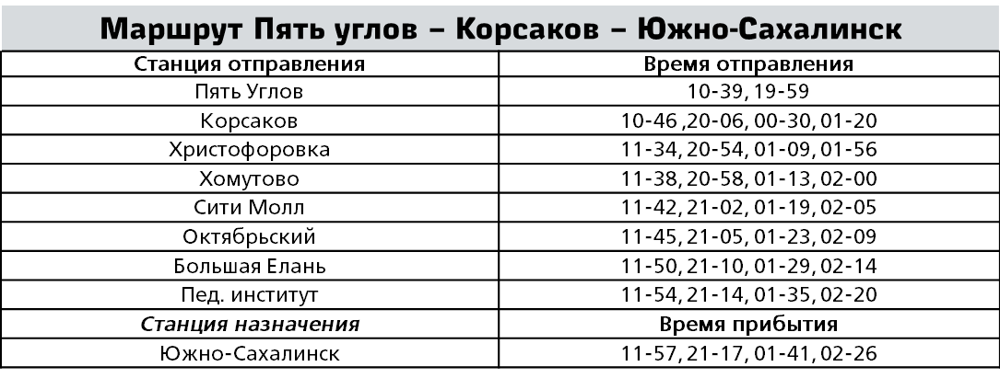 Маршрут Пять углов – Корсаков – Южно-Сахалинск
Станция отправления Время отправления
Пять Углов 10-39, 19-59
Корсаков 10-46 ,20-06, 00-30, 01-20
Христофоровка 11-34, 20-54, 01-09, 01-56
Хомутово 11-38, 20-58, 01-13, 02-00
Сити Молл 11-42, 21-02, 01-19, 02-05
Октябрьский 11-45, 21-05, 01-23, 02-09
Большая Елань 11-50, 21-10, 01-29, 02-14
Пед. институт 11-54, 21-14, 01-35, 02-20
Станция назначения Время прибытия
Южно-Сахалинск 11-57, 21-17, 01-41, 02-26